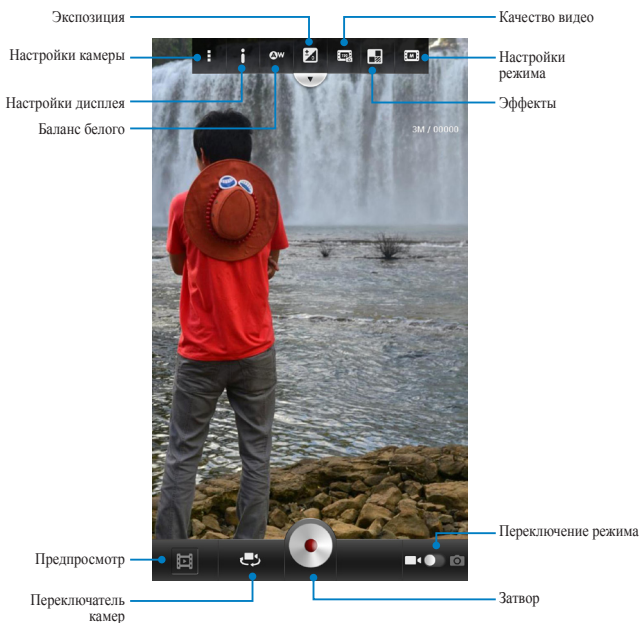 Экспозиция
Качество видео
Настройки камеры
Настройки
режима
Настройки дисплея
Эффекты
Баланс белого
3M / 00000
Переключение режима
Предпросмотр
Переключатель
камер
Затвор